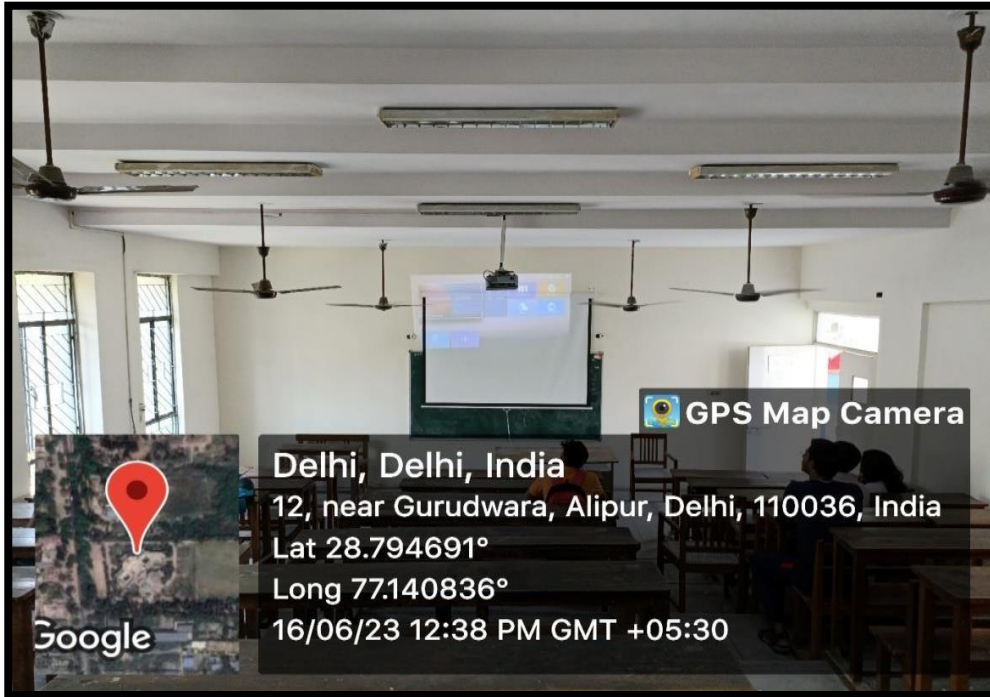 GPS Map Camera
Delhi, Delhi, India
12, near Gurudwara, Alipur, Delhi, 110036, India
Lat 28.794691°
Long 77.140836°
16/06/23 12:38 PM GMT +05:30
Google